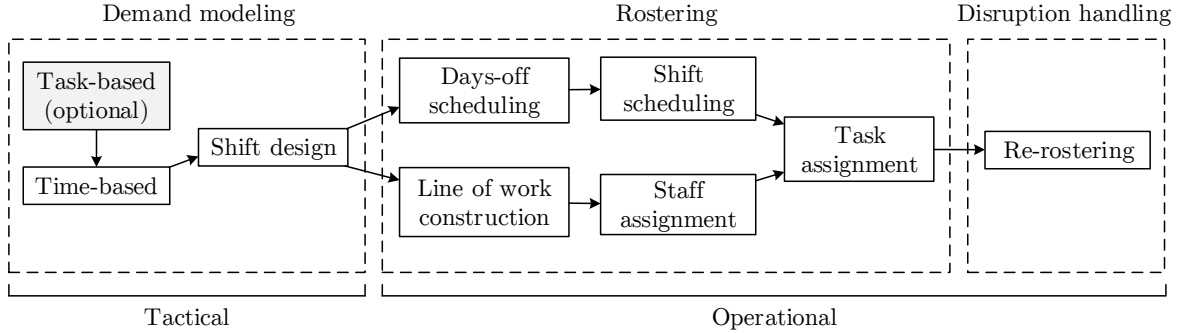 Demand modeling
Rostering
Disruption handling
Task-based
(optional)
Time-based
Shift design
Days-off
scheduling
Shift
scheduling
Line of work
construction
Staff
assignment
Task
assignment
Re-rostering
Tactical
Operational